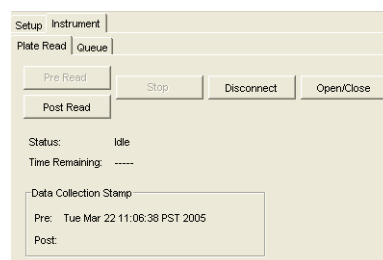 Setup Instrument
Plate Read Queue
Pre Read
Stop Disconnect Open/Close
Post Read
Status: Idle
Time Remaining: -----
Data Collection Stamp
Pre: Tue Mar 22 11:06:38 PST 2005
Post: